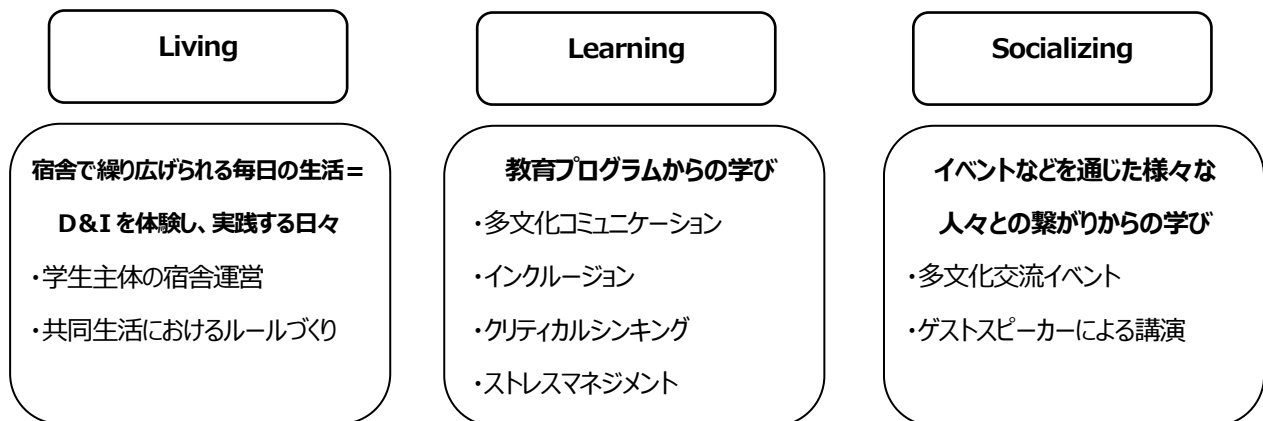 Living
宿舎で繰り広げられる毎日の生活=
D&Iを体験し、実践する日々
・学生主体の宿舎運営
・共同生活におけるルールづくり
Learning
教育プログラムからの学び
・多文化コミュニケーション
・インクルージョン
・クリティカルシンキング
・ストレスマネジメント
Socializing
イベントなどを通じた様々な
人々との繋がりからの学び
・多文化交流イベント
・ゲストスピーカーによる講演